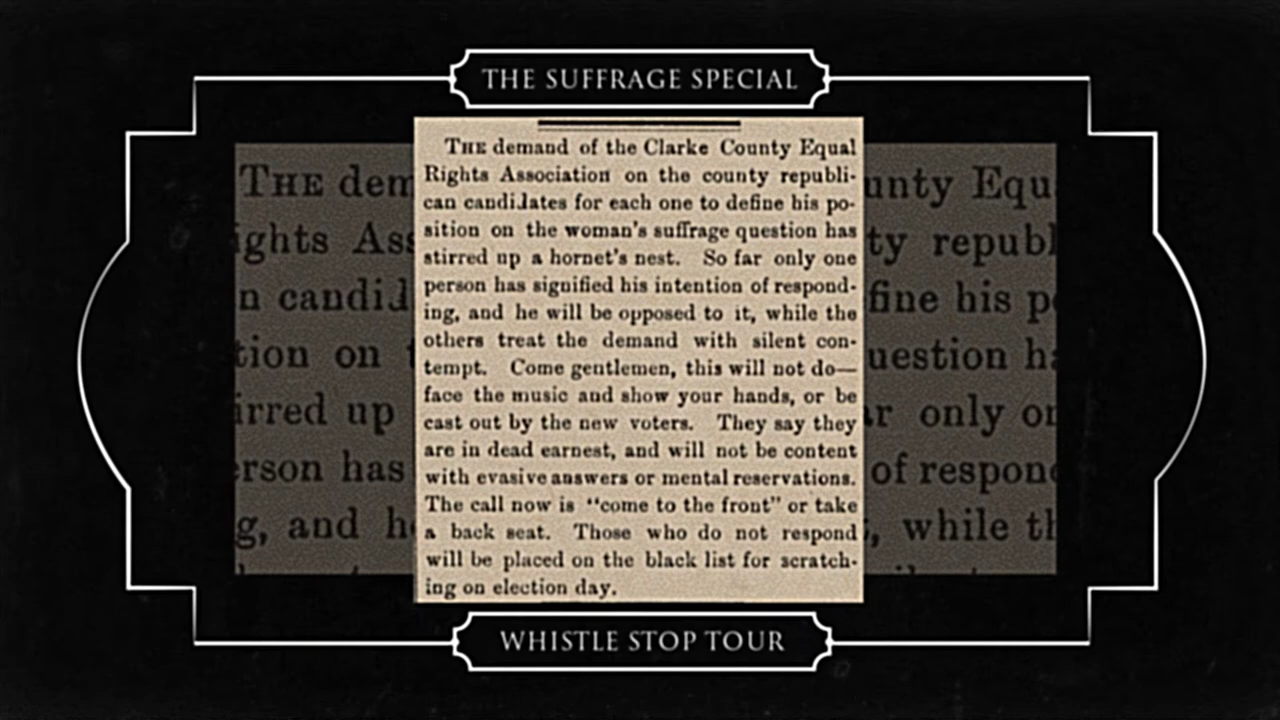 THE SUFFRAGE SPECIAL
THE demand of the Clarke County Equal
Rights Association on the county republi-
can candidates for each one to define his po-
sition on the woman's suffrage question has
stirred up a hornet's nest. So far only one
person has signified his intention of respond-
ing, and he will be opposed to it, while the
others treat the demand with silent con-
tempt. Come gentlemen, this will not do—
face the music and show your hands, or be
cast out by the new voters. They say they
are in dead earnest, and will not be content
with evasive answers or mental reservations.
The call now is "come to the front" or take
a back seat. Those who do not respond
will be placed on the black list for scratch-
ing on election day.
WHISTLE STOP TOUR